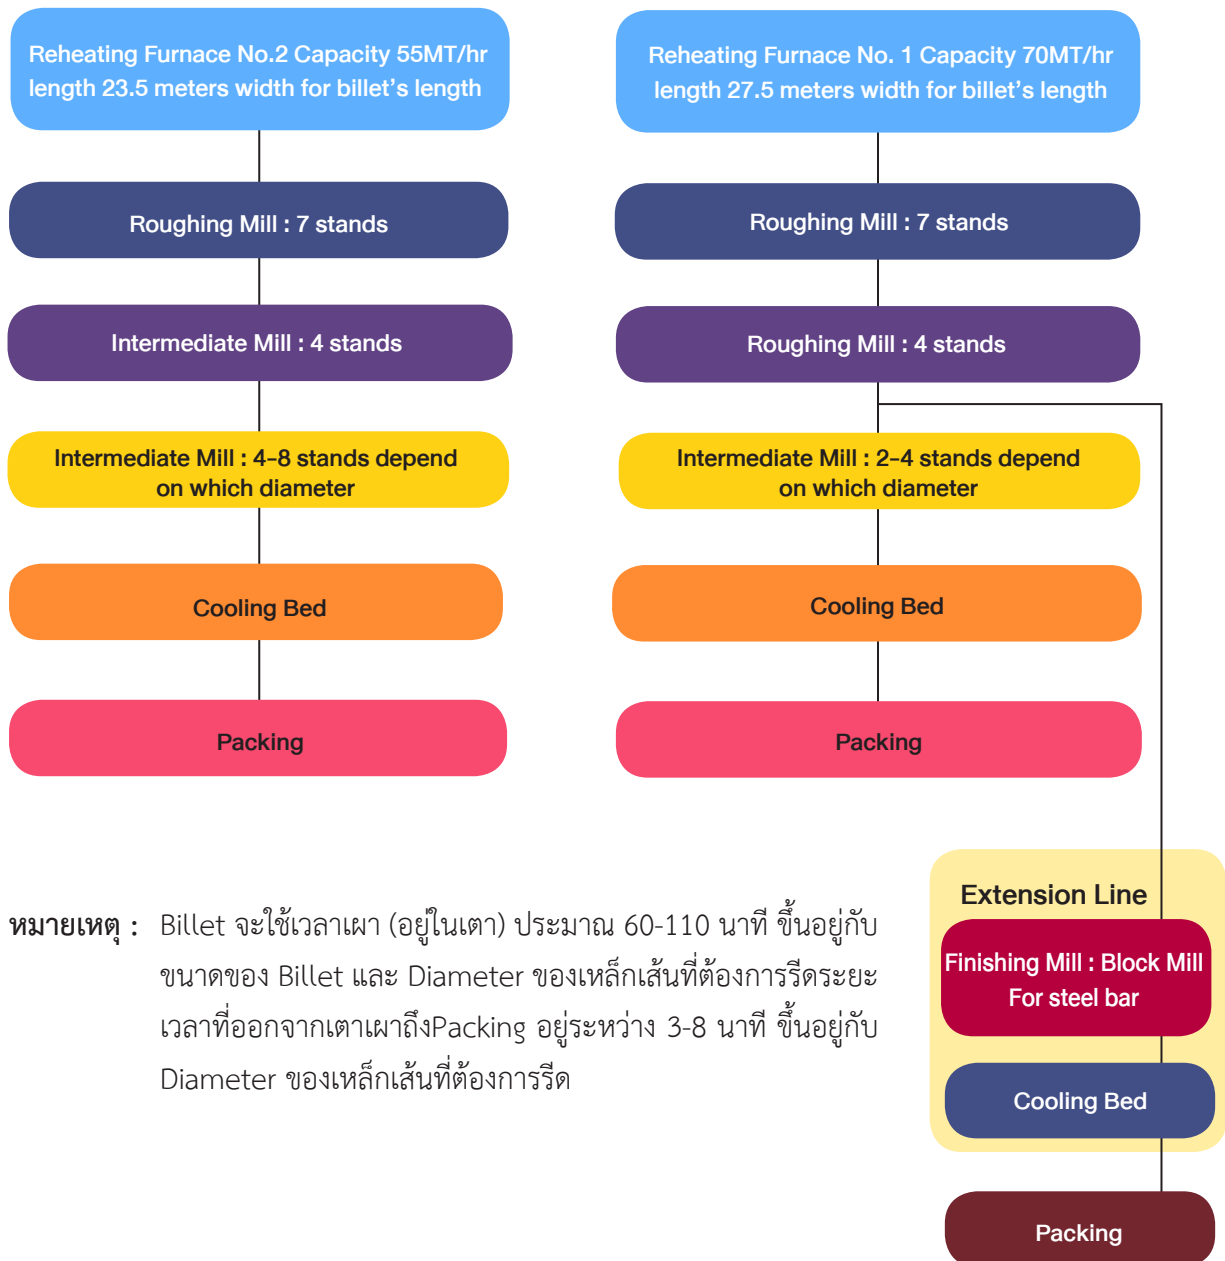 Reheating Furnace No.2 Capacity 55MT/hr
length 23.5 meters width for billet's length
Roughing Mill : 7 stands
Intermediate Mill : 4 stands
Intermediate Mill : 4-8 stands depend
on which diameter
Cooling Bed
Packing
Reheating Furnace No. 1 Capacity 70MT/hr
length 27.5 meters width for billet's length
Roughing Mill : 7 stands
Roughing Mill : 4 stands
Intermediate Mill : 2-4 stands depend
on which diameter
Cooling Bed
Packing
Extension Line
Finishing Mill : Block Mill
For steel bar
Cooling Bed
Packing
หมายเหตุ : Billet จะใช้เวลาเผา (อยู่ในเตา) ประมาณ 60-110 นาที ขึ้นอยู่กับ
ขนาดของ Billet และ Diameter ของเหล็กเส้นที่ต้องการรีดระยะ
เวลาที่ออกจากเตาเผาถึงPacking อยู่ระหว่าง 3-8 นาที ขึ้นอยู่กับ
Diameter ของเหล็กเส้นที่ต้องการรีด